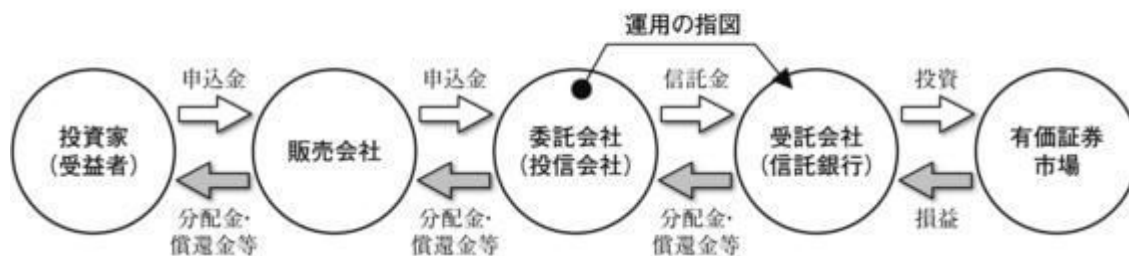 運用の指図
申込金
申込金
信託金
投資
投資家
(受益者)
販売会社
委託会社
(投信会社)
受託会社
(信託銀行)
有価証券
市場
分配金・
償還金等
分配金・
償還金等
分配金・
償還金等
損益